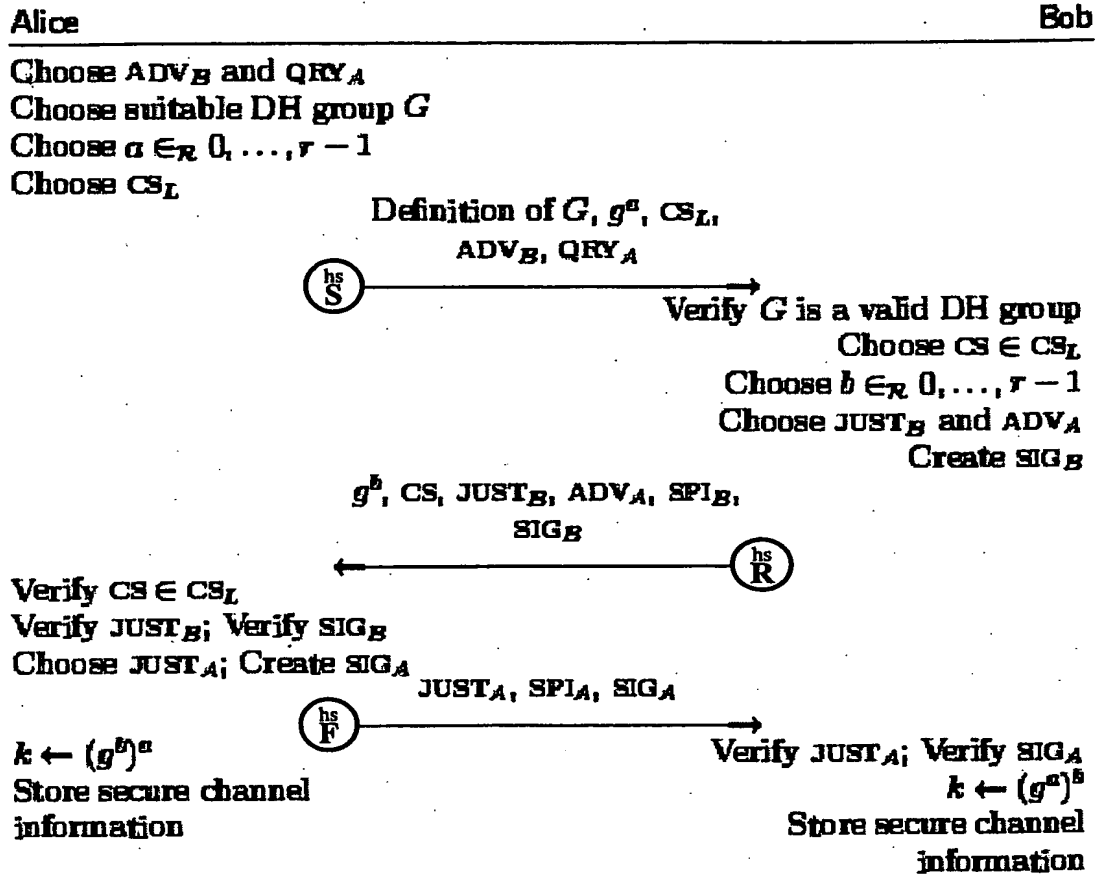 Alice
Bob
Choose ADV_B and QRY_A
Choose suitable DH group G
Choose a ∈_R 0, ..., r − 1
Choose CS_L
Definition of G, g^a, CS_L,
ADV_B, QRY_A
hs
S
Verify G is a valid DH group
Choose CS ∈ CS_L
Choose b ∈_R 0, ..., r − 1
Choose JUST_B and ADV_A
Create SIG_B
g^b, CS, JUST_B, ADV_A, SPI_B,
SIG_B
hs
R
Verify CS ∈ CS_L
Verify JUST_B; Verify SIG_B
Choose JUST_A; Create SIG_A
JUST_A, SPI_A, SIG_A
hs
F
k ← (g^b)^a
Store secure channel
information
Verify JUST_A; Verify SIG_A
k ← (g^a)^b
Store secure channel
information